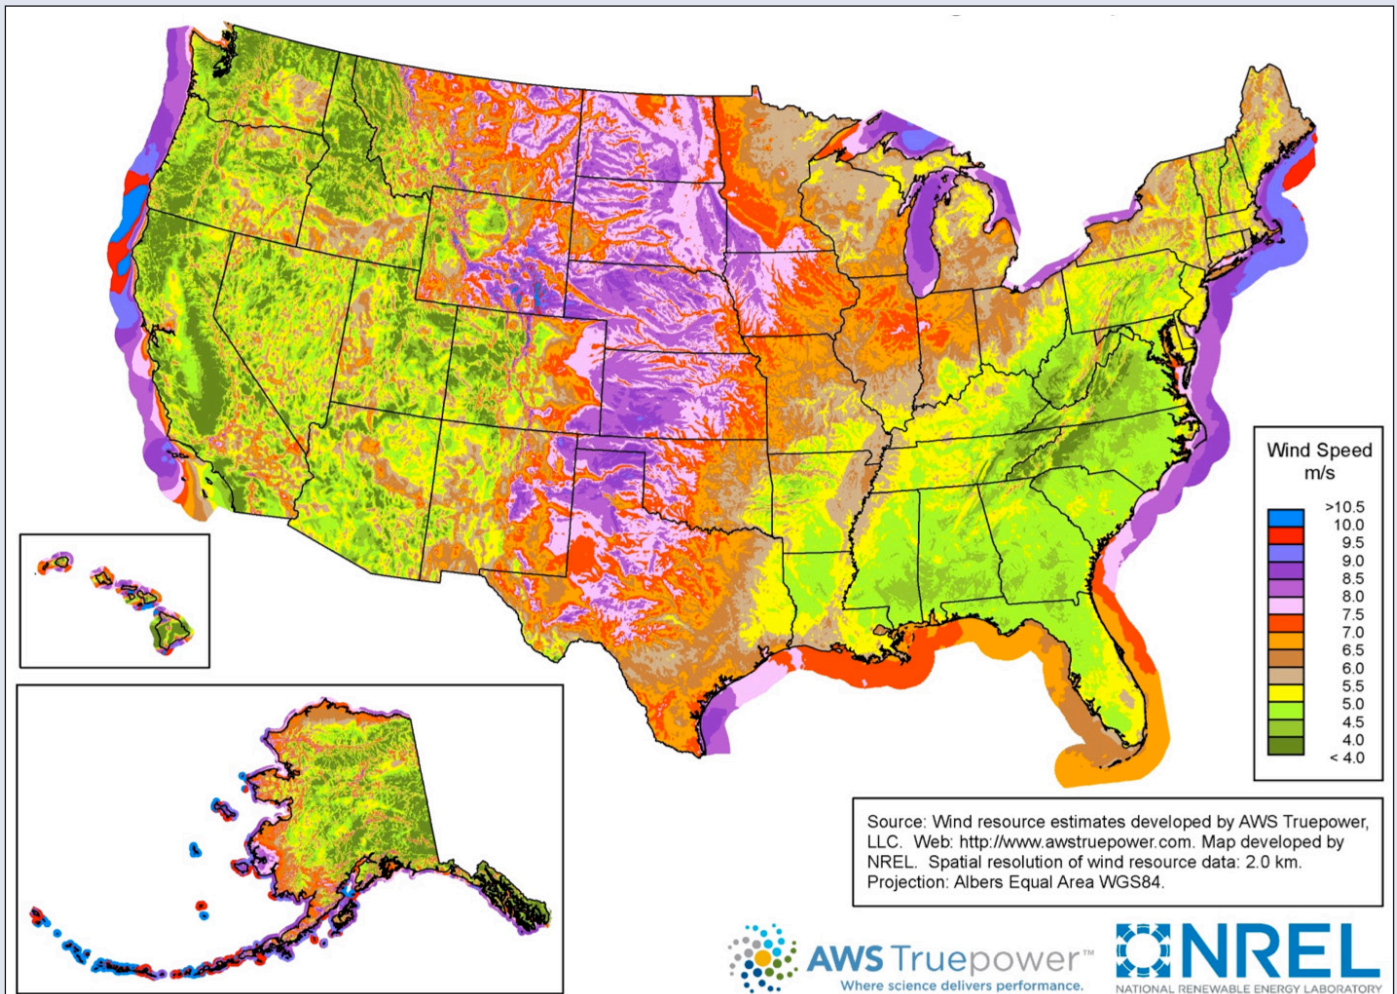 Wind Speed
m/s
>10.5
10.0
9.5
9.0
8.5
8.0
7.5
7.0
6.5
6.0
5.5
5.0
4.5
4.0
< 4.0
Source: Wind resource estimates developed by AWS Truepower,
LLC. Web: http://www.awstruepower.com. Map developed by
NREL. Spatial resolution of wind resource data: 2.0 km.
Projection: Albers Equal Area WGS84.
AWS Truepower™
Where science delivers performance.
NREL
NATIONAL RENEWABLE ENERGY LABORATORY